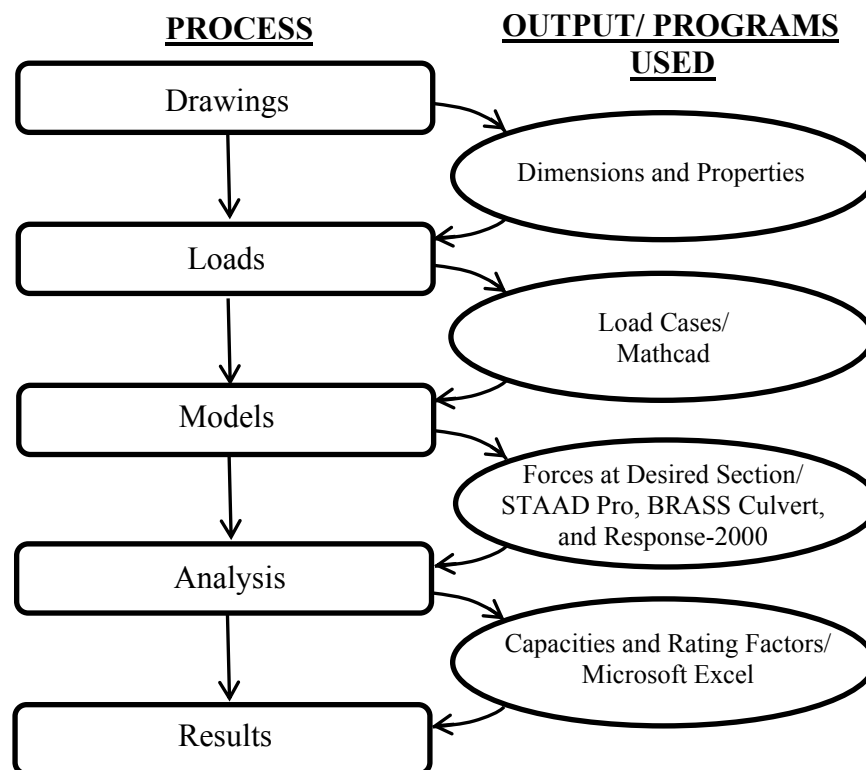 PROCESS
OUTPUT/ PROGRAMS
USED
Drawings
Dimensions and Properties
Loads
Load Cases/
Mathcad
Models
Forces at Desired Section/
STAAD Pro, BRASS Culvert,
and Response-2000
Analysis
Capacities and Rating Factors/
Microsoft Excel
Results